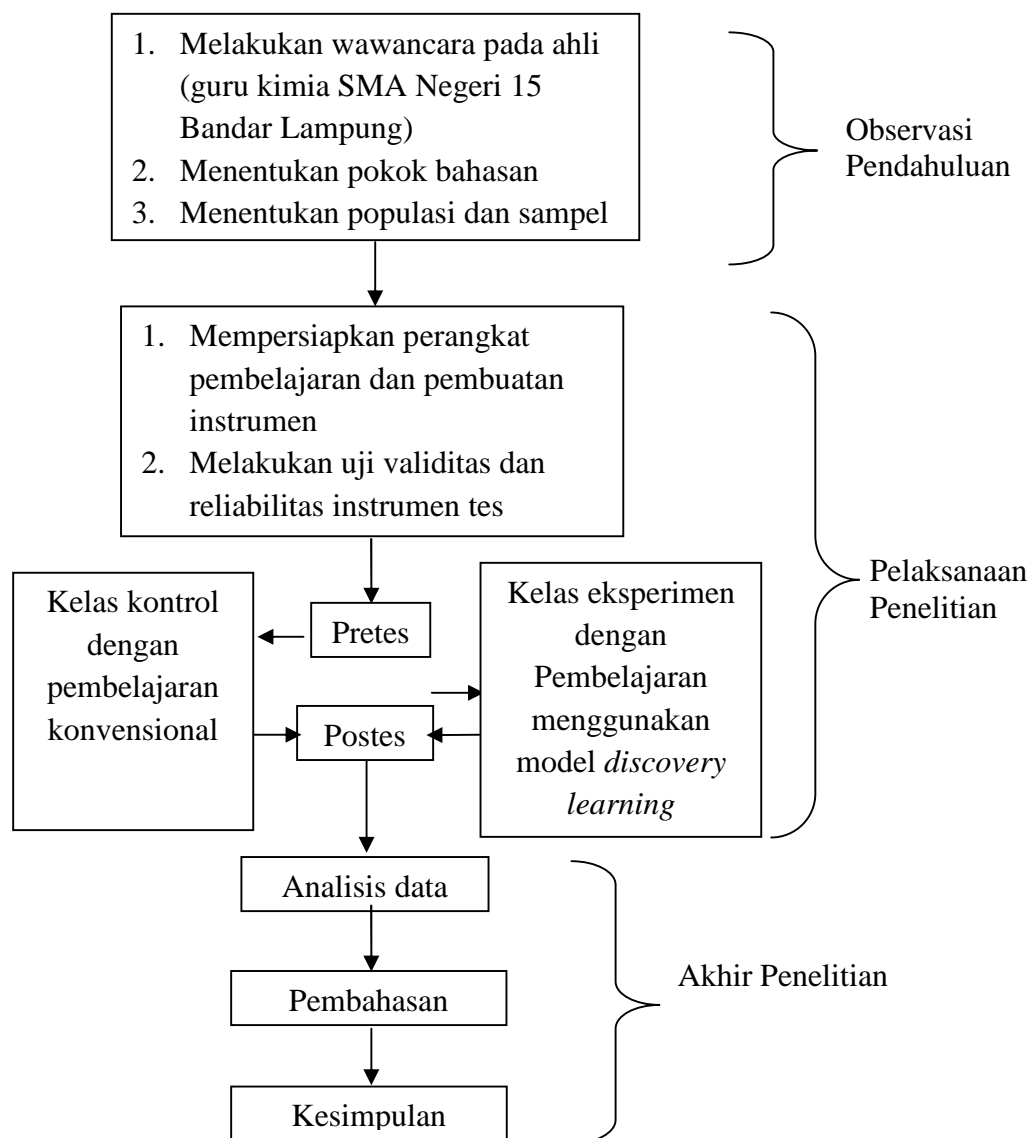 1. Melakukan wawancara pada ahli
(guru kimia SMA Negeri 15
Bandar Lampung)
2. Menentukan pokok bahasan
3. Menentukan populasi dan sampel
Observasi
Pendahuluan
1. Mempersiapkan perangkat
pembelajaran dan pembuatan
instrumen
2. Melakukan uji validitas dan
reliabilitas instrumen tes
Pelaksanaan
Penelitian
Pretes
Kelas kontrol
dengan
pembelajaran
konvensional
Kelas eksperimen
dengan
Pembelajaran
menggunakan
model discovery
learning
Postes
Analisis data
Pembahasan
Kesimpulan
Akhir Penelitian